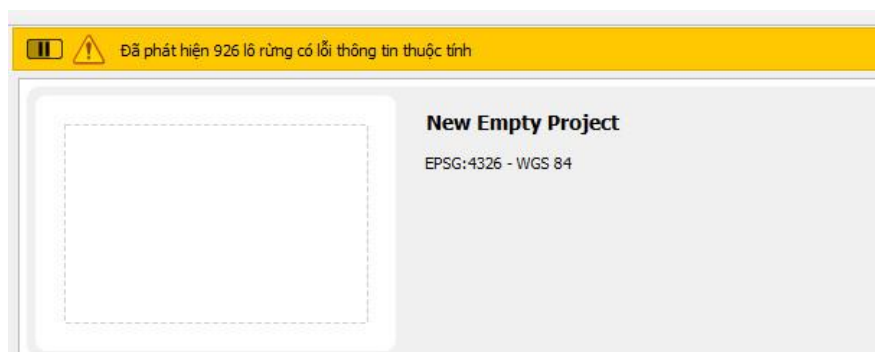 Đã phát hiện 926 lô rừng có lỗi thông tin thuộc tính
New Empty Project
EPSG:4326 - WGS 84